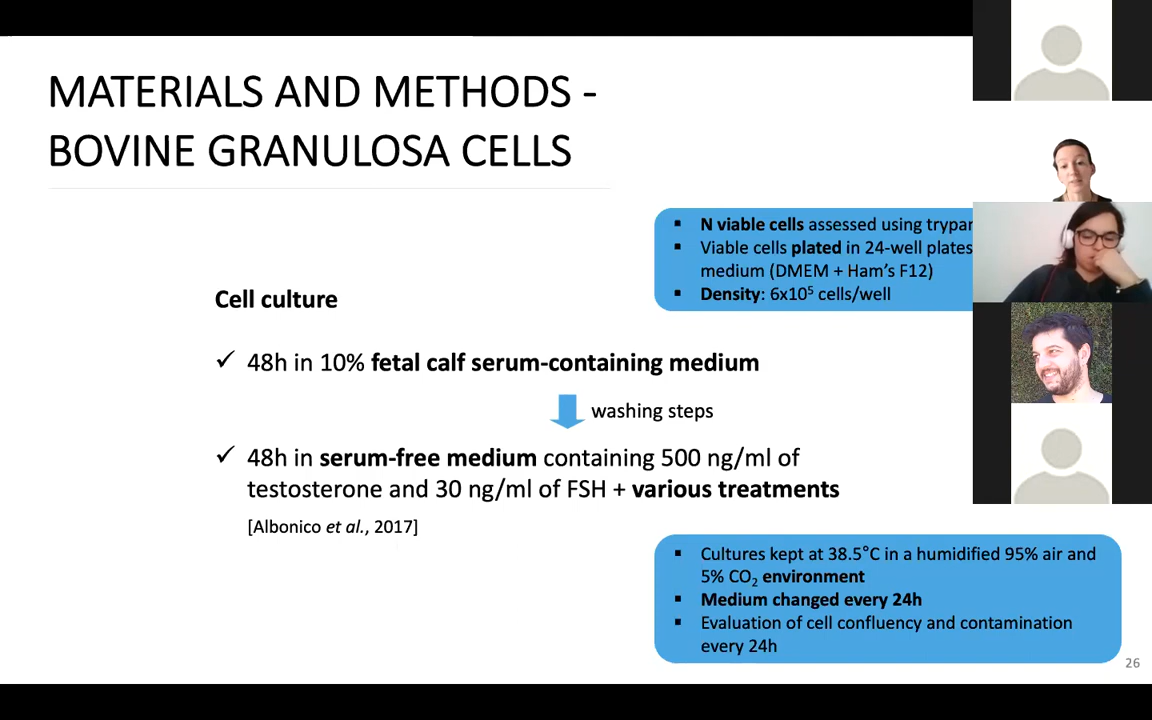 MATERIALS AND METHODS -
BOVINE GRANULOSA CELLS
▪ N viable cells assessed using
▪ Viable cells plated in 24-well plates
medium (DMEM + Ham's F12)
▪ Density: 6x10⁵ cells/well
Cell culture
✓ 48h in 10% fetal calf serum-containing medium
washing steps
✓ 48h in serum-free medium containing 500 ng/ml of
testosterone and 30 ng/ml of FSH + various treatments
[Albonico et al., 2017]
▪ Cultures kept at 38.5°C in a humidified 95% air and
5% CO₂ environment
▪ Medium changed every 24h
▪ Evaluation of cell confluency and contamination
every 24h
26